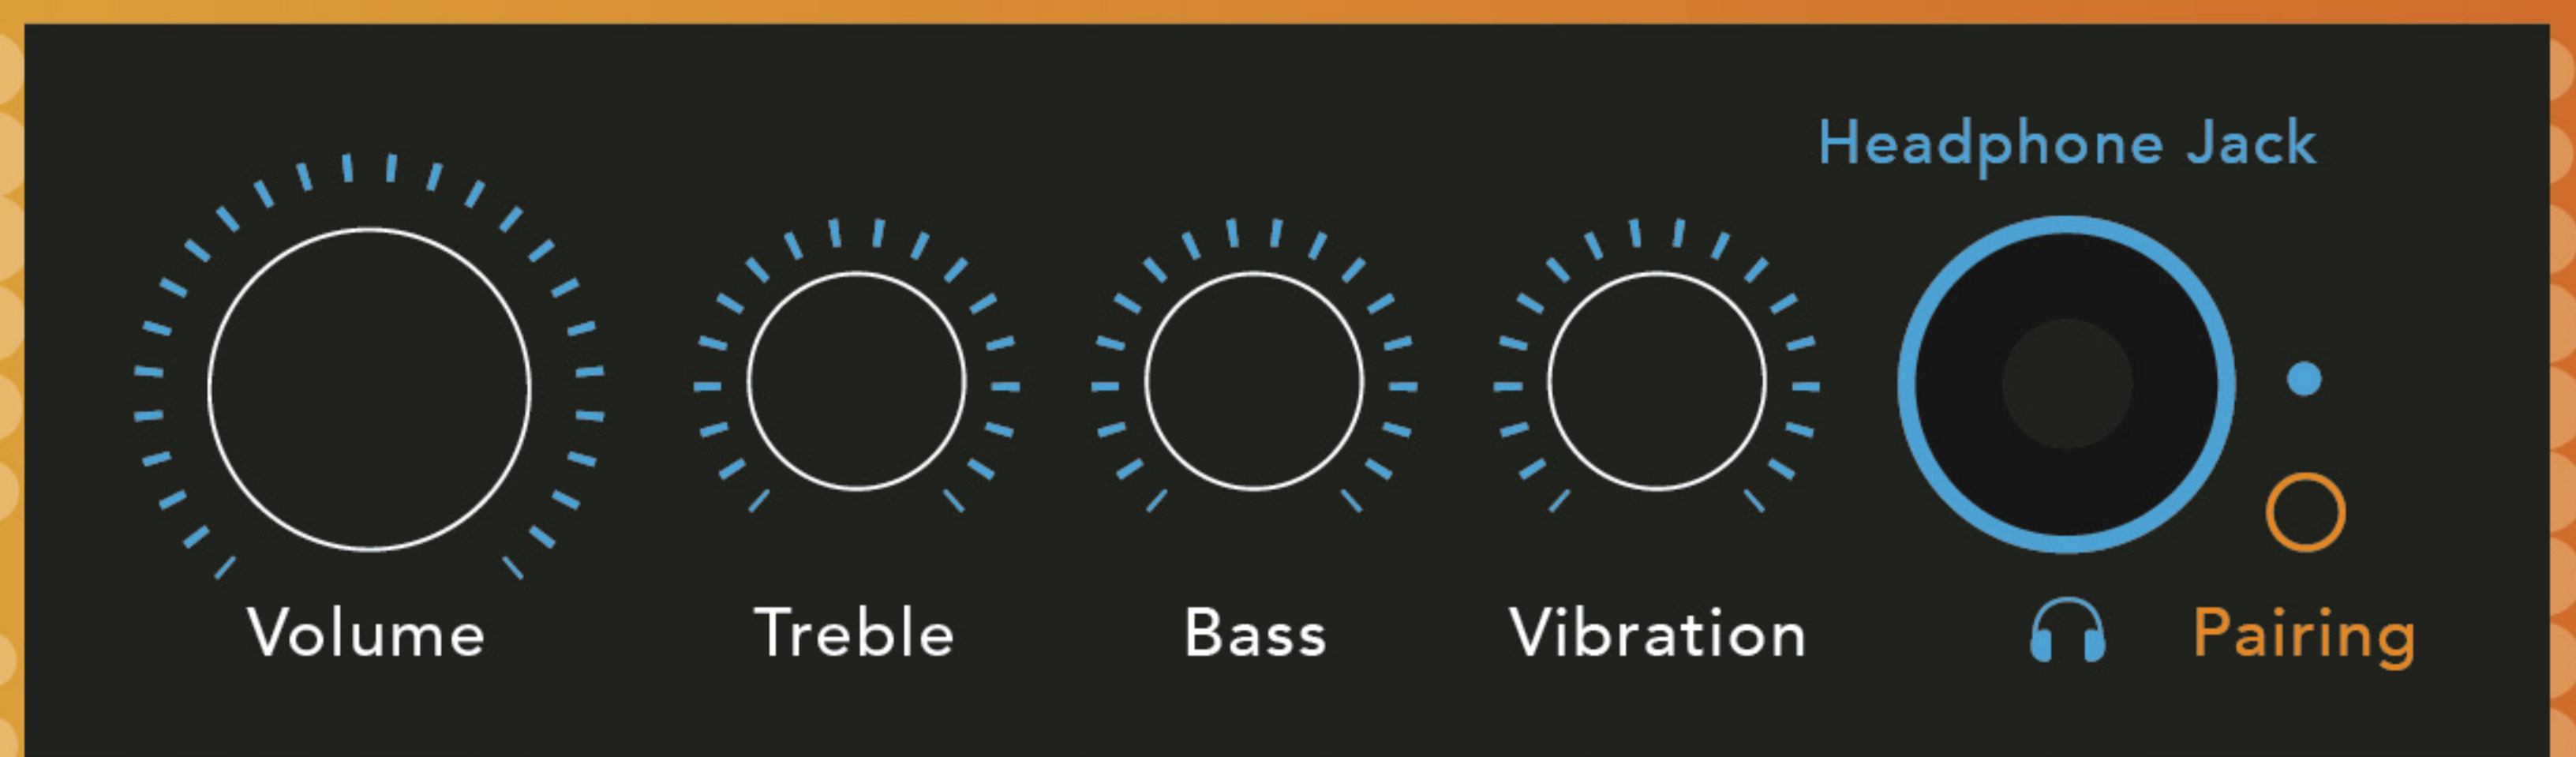 Headphone Jack
Volume
Treble
Bass
Vibration
Pairing